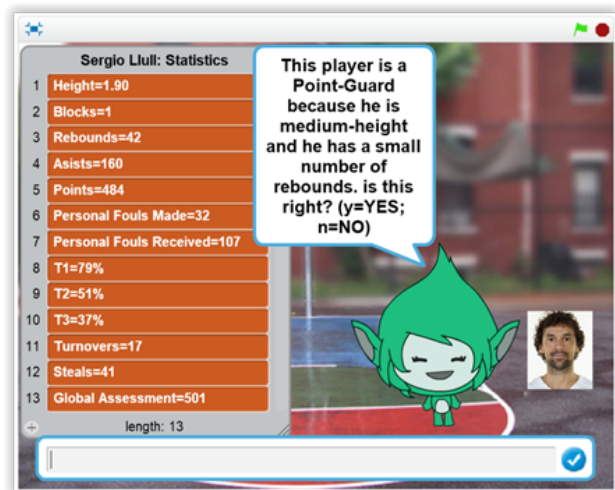 Sergio Llull: Statistics
1 Height=1.90
2 Blocks=1
3 Rebounds=42
4 Asists=160
5 Points=484
6 Personal Fouls Made=32
7 Personal Fouls Received=107
8 T1=79%
9 T2=51%
10 T3=37%
11 Turnovers=17
12 Steals=41
13 Global Assessment=501
+ length: 13
This player is a
Point-Guard
because he is
medium-height
and he has a small
number of
rebounds. is this
right? (y=YES;
n=NO)